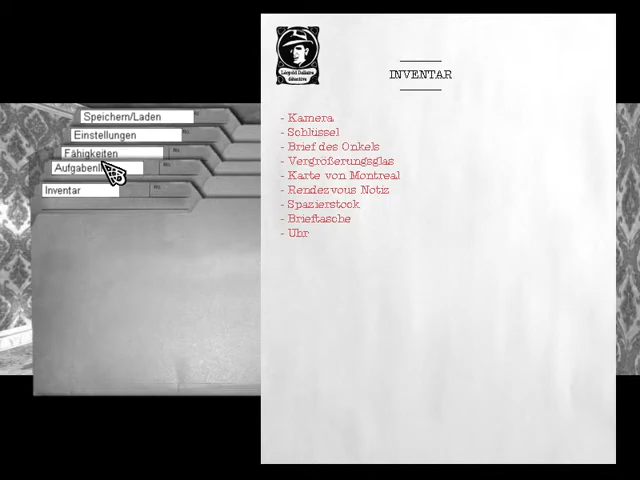 Léopold Dallaire
détective
INVENTAR
Speichern/Laden
Einstellungen
Fähigkeiten
Inventar
- Kamera
- Schlüssel
- Brief des Onkels
- Vergrößerungsglas
- Karte von Montreal
- Rendezvous Notiz
- Spazierstock
- Brieftasche
- Uhr